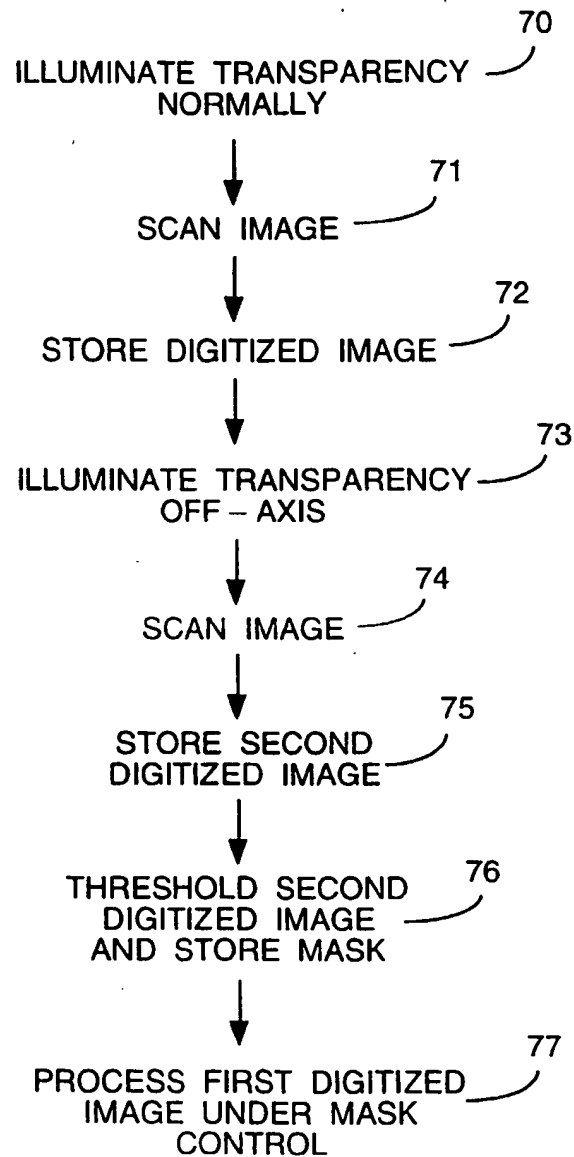 70
ILLUMINATE TRANSPARENCY
NORMALLY
71
SCAN IMAGE
72
STORE DIGITIZED IMAGE
73
ILLUMINATE TRANSPARENCY
OFF – AXIS
74
SCAN IMAGE
75
STORE SECOND
DIGITIZED IMAGE
76
THRESHOLD SECOND
DIGITIZED IMAGE
AND STORE MASK
77
PROCESS FIRST DIGITIZED
IMAGE UNDER MASK
CONTROL